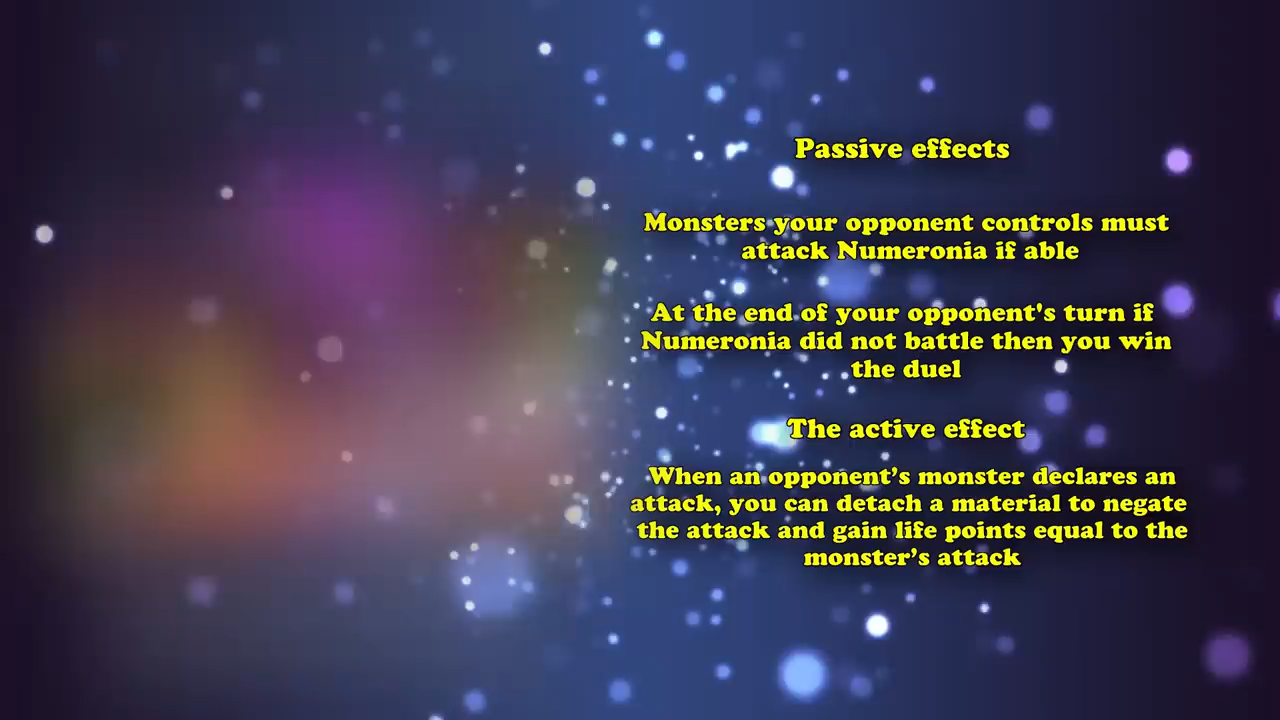 Passive effects
Monsters your opponent controls must
attack Numeronia if able
At the end of your opponent's turn if
Numeronia did not battle then you win
the duel
The active effect
When an opponent’s monster declares an
attack, you can detach a material to negate
the attack and gain life points equal to the
monster’s attack